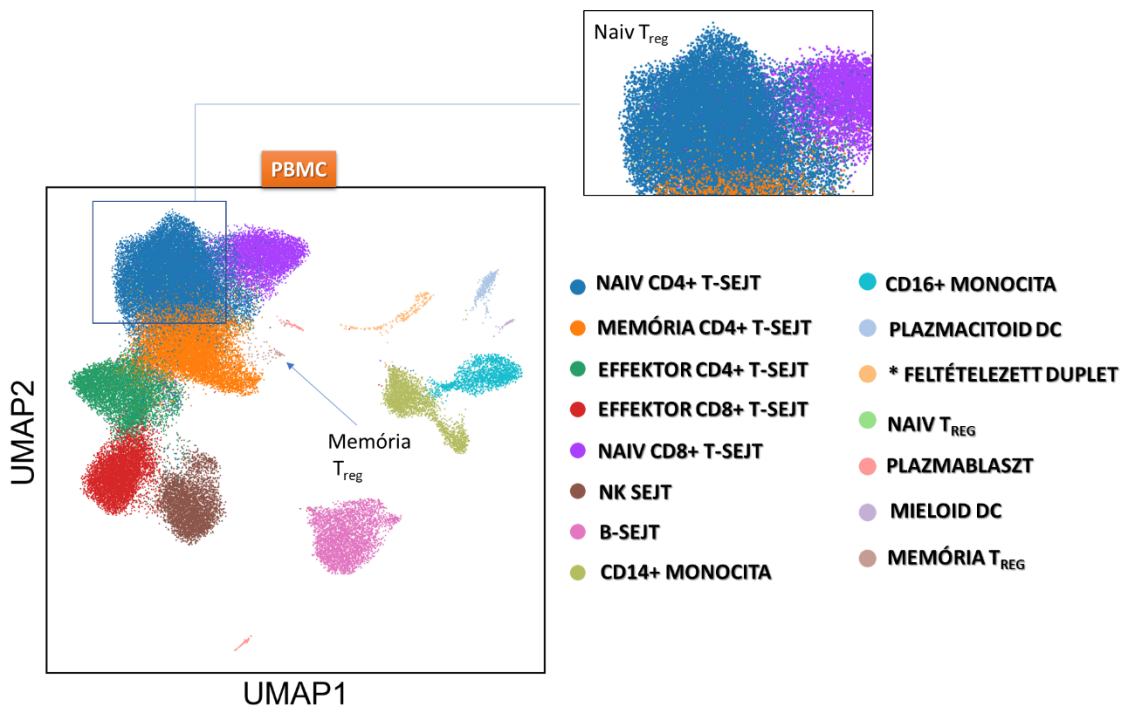 Naiv Treg
PBMC
UMAP2
Memória
Treg
UMAP1
NAIV CD4+ T-SEJT
MEMÓRIA CD4+ T-SEJT
EFFEKTOR CD4+ T-SEJT
EFFEKTOR CD8+ T-SEJT
NAIV CD8+ T-SEJT
NK SEJT
B-SEJT
CD14+ MONOCITA
CD16+ MONOCITA
PLAZMACITOID DC
* FELTÉTELEZETT DUPLET
NAIV TREG
PLAZMABLASZT
MIELOID DC
MEMÓRIA TREG